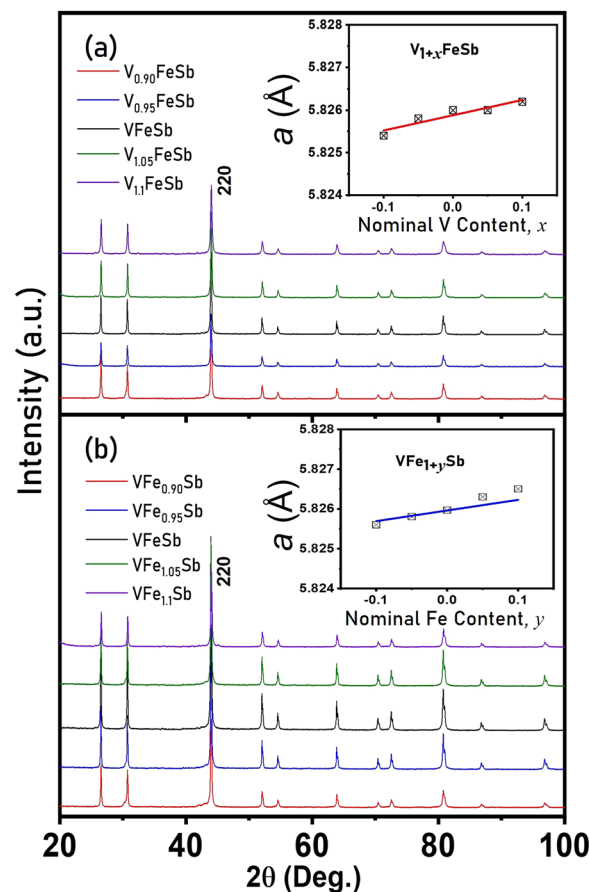 Intensity (a.u.)
(a)
V0.90FeSb
V0.95FeSb
VFeSb
V1.05FeSb
V1.1FeSb
220
V1+xFeSb
a (Å)
5.828
5.827
5.826
5.825
5.824
-0.1 0.0 0.1
Nominal V Content, x
(b)
VFe0.90Sb
VFe0.95Sb
VFeSb
VFe1.05Sb
VFe1.1Sb
220
VFe1+ySb
a (Å)
5.828
5.827
5.826
5.825
5.824
-0.1 0.0 0.1
Nominal Fe Content, y
20 40 60 80 100
2θ (Deg.)